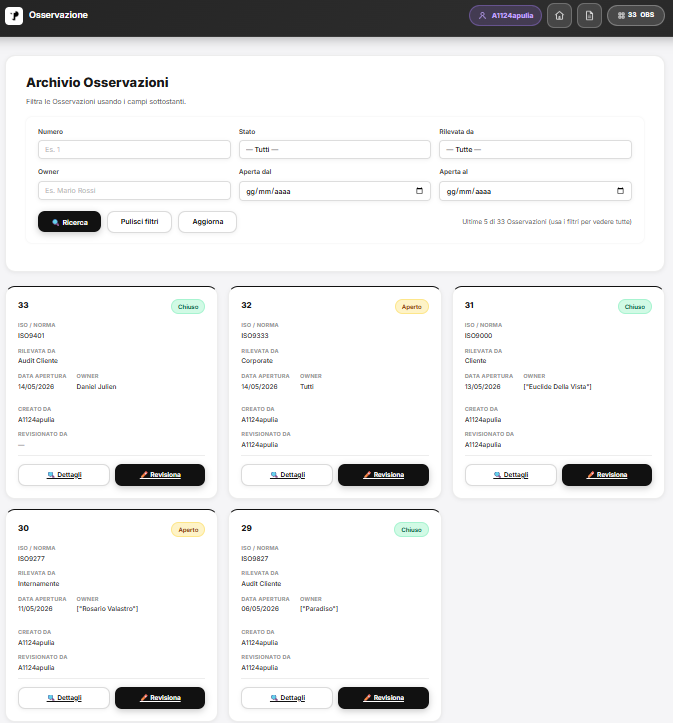 Osservazione
A1124apulia
33 OBS
Archivio Osservazioni
Filtra le Osservazioni usando i campi sottostanti.
Numero Stato Rilevata da
Es. 1 — Tutti — — Tutte —
Owner Aperta dal Aperta al
Es. Mario Rossi gg/mm/aaaa gg/mm/aaaa
Ricerca Pulisci filtri Aggiorna Ultime 5 di 33 Osservazioni (usa i filtri per vedere tutte)
33 Chiuso
ISO / NORMA
ISO9401
RILEVATA DA
Audit Cliente
DATA APERTURA OWNER
14/05/2026 Daniel Julien
CREATO DA
A1124apulia
REVISIONATO DA
—
Dettagli Revisiona
32 Aperto
ISO / NORMA
ISO9333
RILEVATA DA
Corporate
DATA APERTURA OWNER
14/05/2026 Tutti
CREATO DA
A1124apulia
REVISIONATO DA
A1124apulia
Dettagli Revisiona
31 Chiuso
ISO / NORMA
ISO9000
RILEVATA DA
Cliente
DATA APERTURA OWNER
13/05/2026 ["Euclide Della Vista"]
CREATO DA
A1124apulia
REVISIONATO DA
A1124apulia
Dettagli Revisiona
30 Aperto
ISO / NORMA
ISO9277
RILEVATA DA
Internamente
DATA APERTURA OWNER
11/05/2026 ["Rosario Valastro"]
CREATO DA
A1124apulia
REVISIONATO DA
A1124apulia
Dettagli Revisiona
29 Chiuso
ISO / NORMA
ISO9827
RILEVATA DA
Audit Cliente
DATA APERTURA OWNER
06/05/2026 ["Paradiso"]
CREATO DA
A1124apulia
REVISIONATO DA
A1124apulia
Dettagli Revisiona